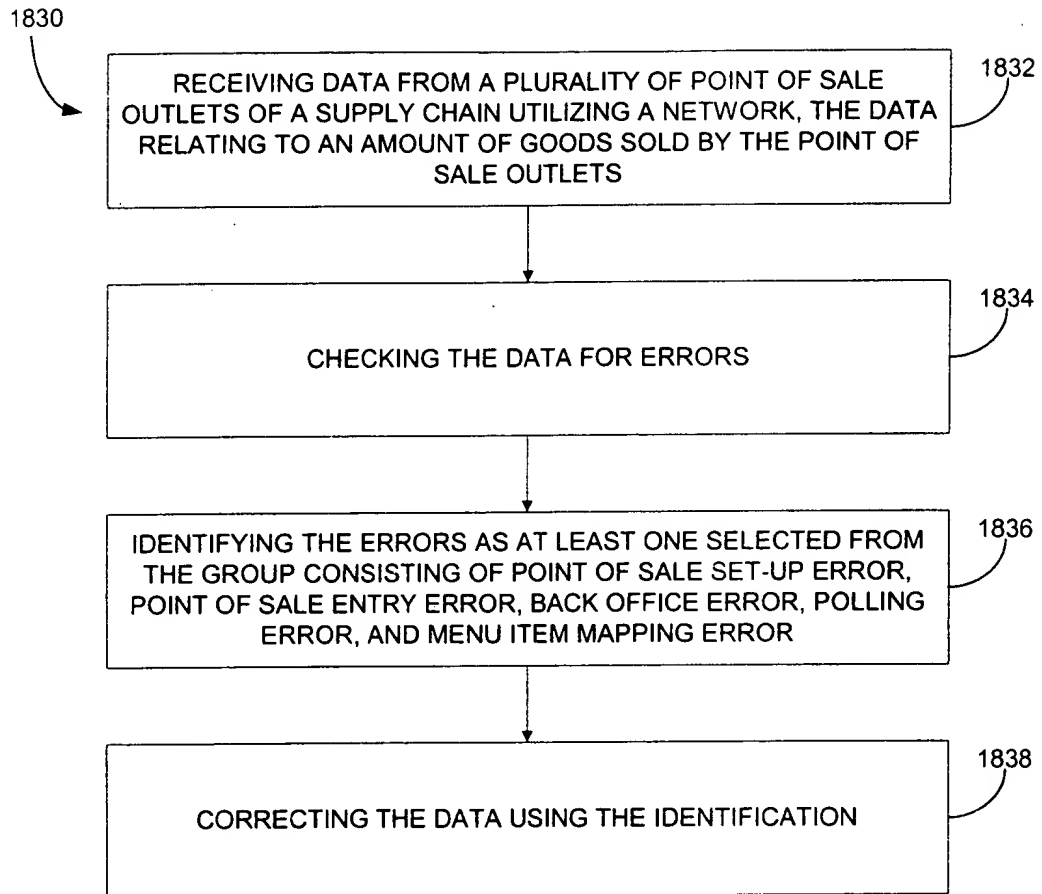 1830
RECEIVING DATA FROM A PLURALITY OF POINT OF SALE
OUTLETS OF A SUPPLY CHAIN UTILIZING A NETWORK, THE DATA
RELATING TO AN AMOUNT OF GOODS SOLD BY THE POINT OF
SALE OUTLETS
1832
CHECKING THE DATA FOR ERRORS
1834
IDENTIFYING THE ERRORS AS AT LEAST ONE SELECTED FROM
THE GROUP CONSISTING OF POINT OF SALE SET-UP ERROR,
POINT OF SALE ENTRY ERROR, BACK OFFICE ERROR, POLLING
ERROR, AND MENU ITEM MAPPING ERROR
1836
CORRECTING THE DATA USING THE IDENTIFICATION
1838